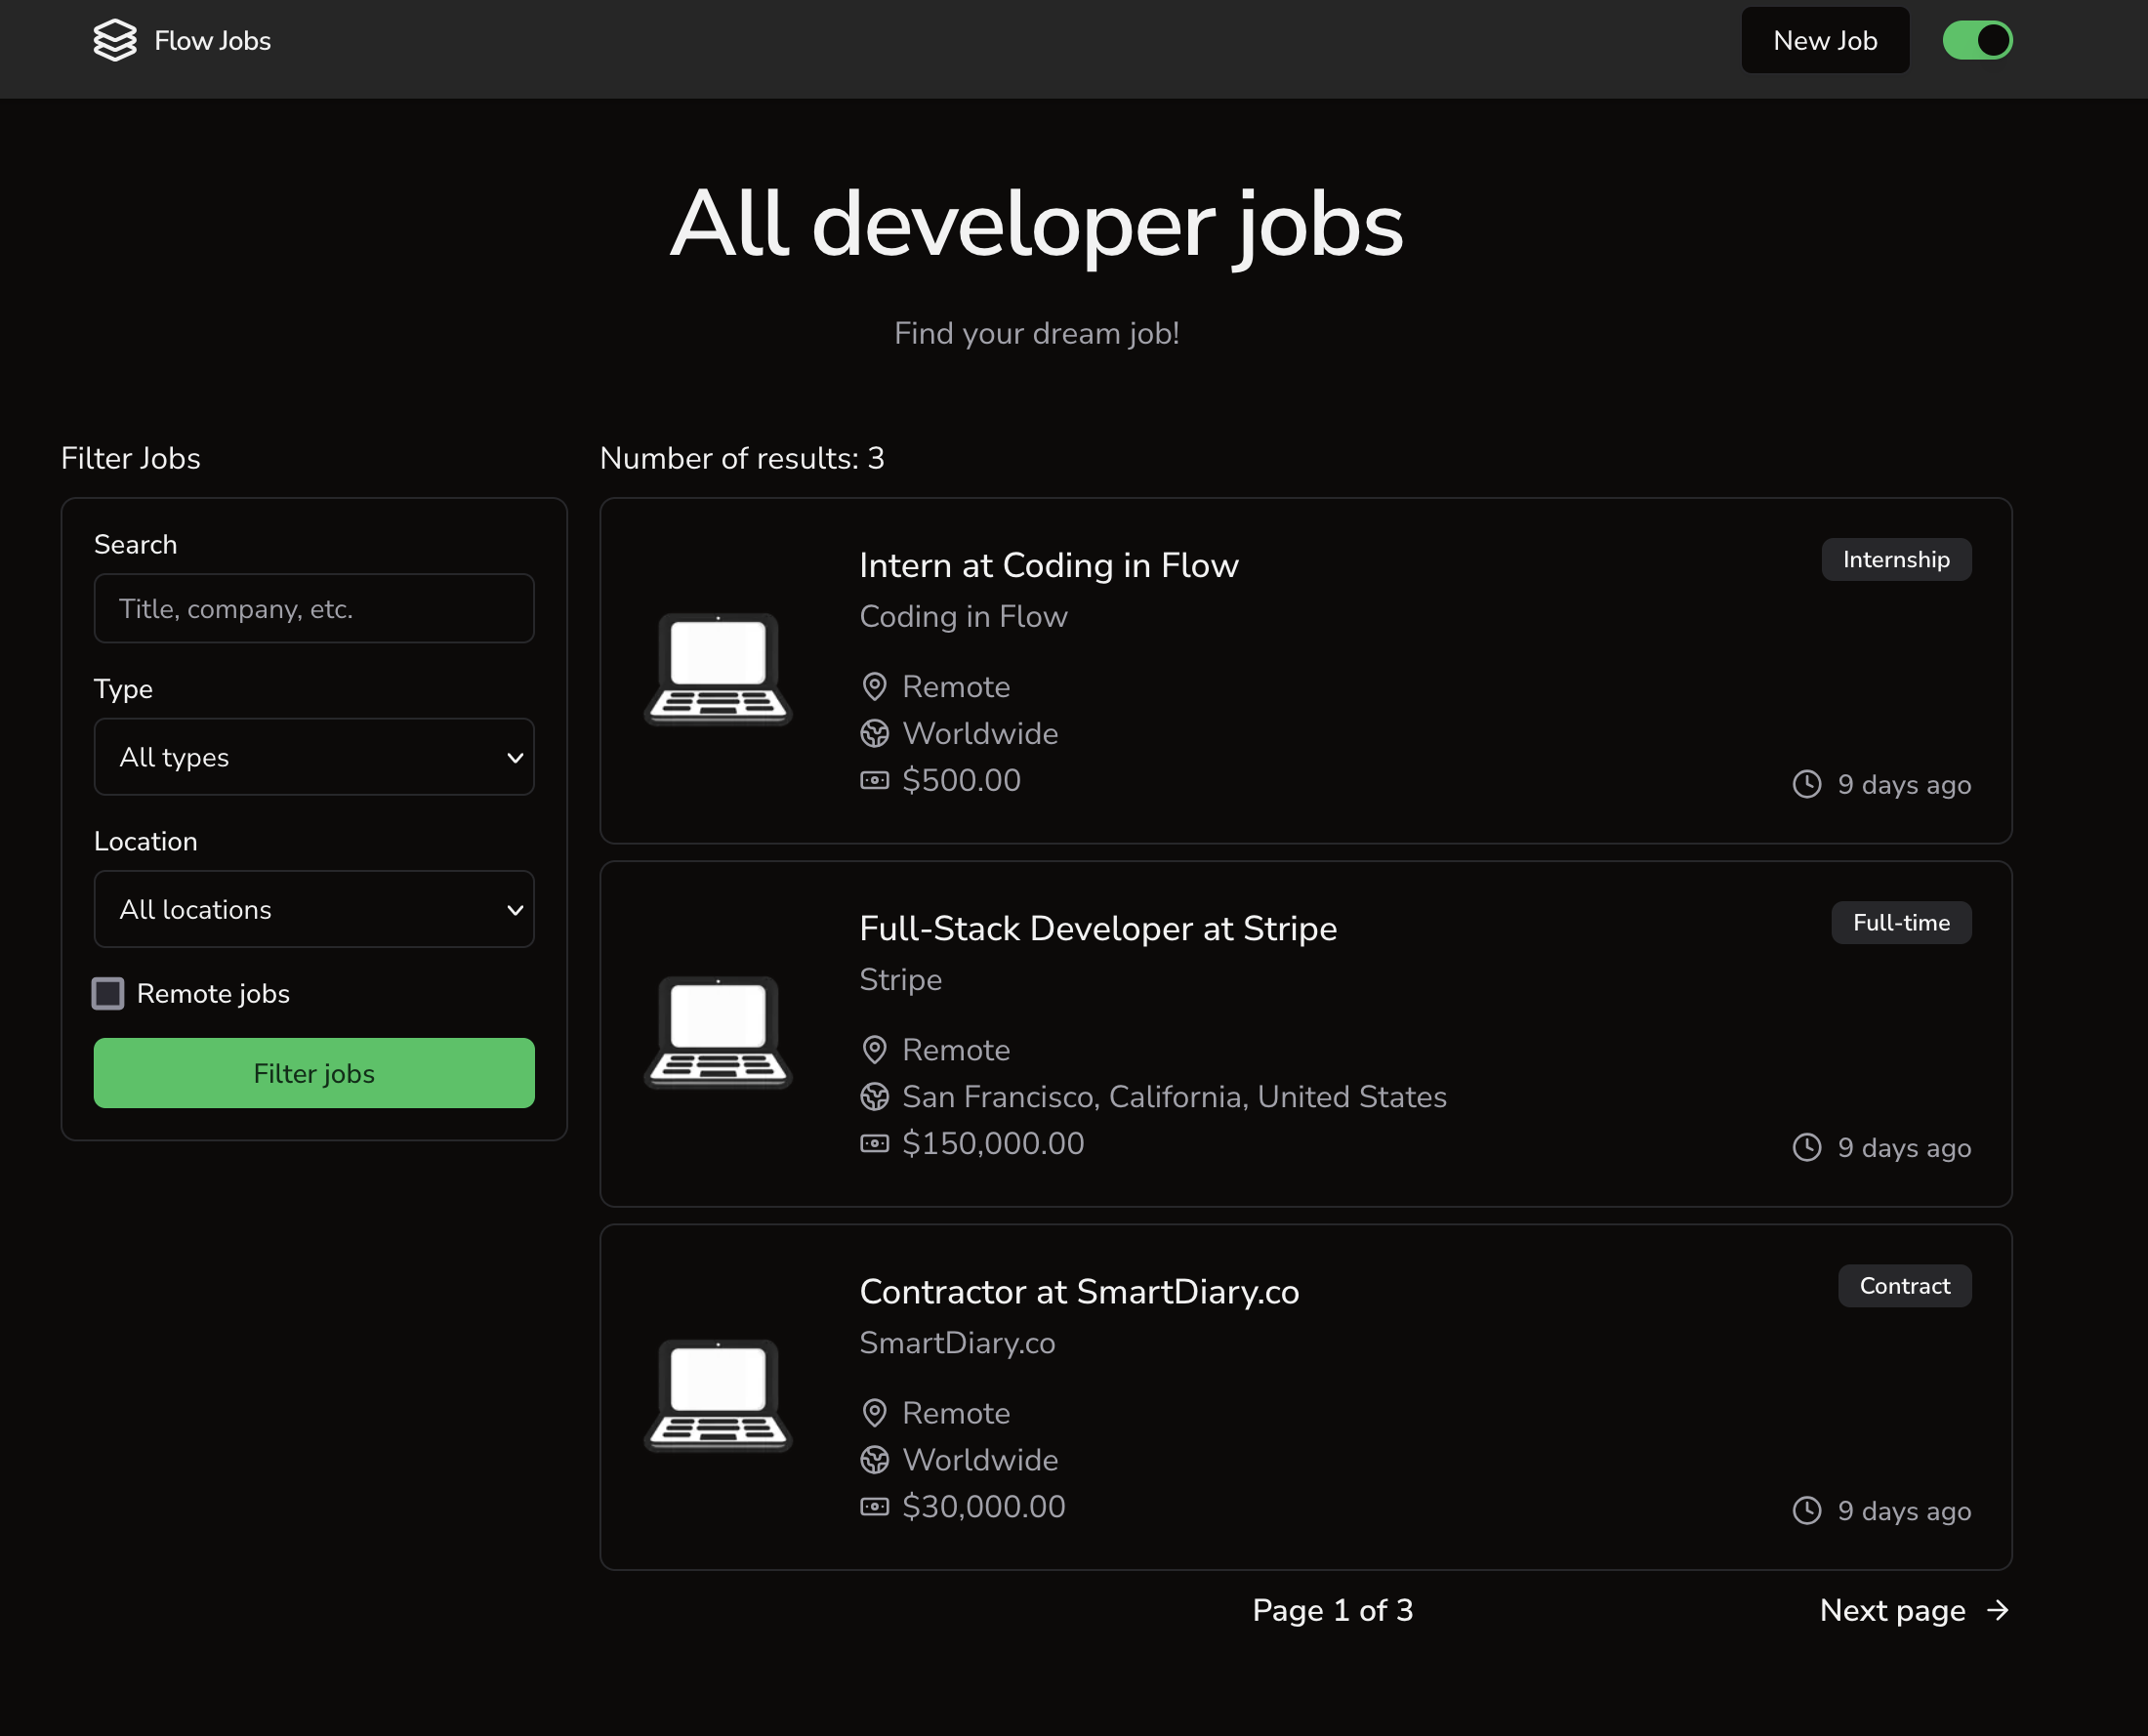 Flow Jobs
New Job
All developer jobs
Find your dream job!
Filter Jobs
Search
Title, company, etc.
Type
All types
Location
All locations
Remote jobs
Filter jobs
Number of results: 3
Intern at Coding in Flow
Internship
Coding in Flow
Remote
Worldwide
$500.00
9 days ago
Full-Stack Developer at Stripe
Full-time
Stripe
Remote
San Francisco, California, United States
$150,000.00
9 days ago
Contractor at SmartDiary.co
Contract
SmartDiary.co
Remote
Worldwide
$30,000.00
9 days ago
Page 1 of 3
Next page